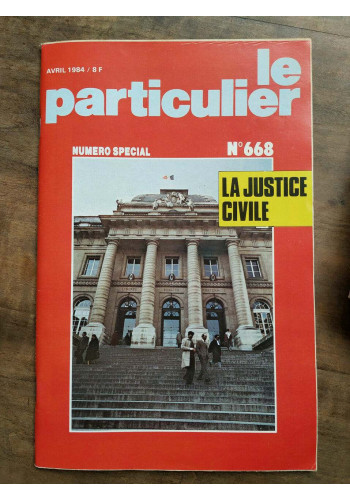 AVRIL 1984 / 8 F
le
particulier
NUMERO SPECIAL
N°668
LA JUSTICE
CIVILE